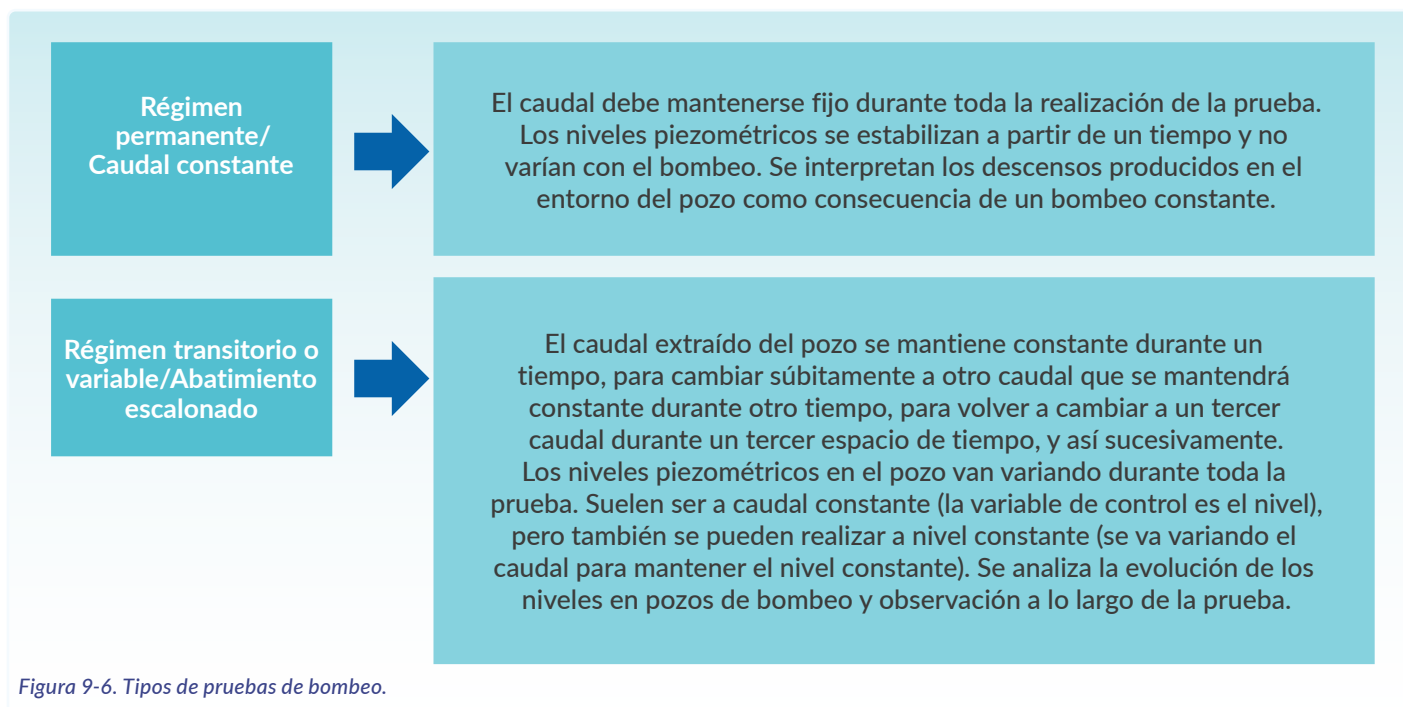 Régimen
permanente/
Caudal constante
El caudal debe mantenerse fijo durante toda la realización de la prueba.
Los niveles piezométricos se estabilizan a partir de un tiempo y no
varían con el bombeo. Se interpretan los descensos producidos en el
entorno del pozo como consecuencia de un bombeo constante.
Régimen transitorio o
variable/Abatimiento
escalonado
El caudal extraído del pozo se mantiene constante durante un
tiempo, para cambiar súbitamente a otro caudal que se mantendrá
constante durante otro tiempo, para volver a cambiar a un tercer
caudal durante un tercer espacio de tiempo, y así sucesivamente.
Los niveles piezométricos en el pozo van variando durante toda la
prueba. Suelen ser a caudal constante (la variable de control es el nivel),
pero también se pueden realizar a nivel constante (se va variando el
caudal para mantener el nivel constante). Se analiza la evolución de los
niveles en pozos de bombeo y observación a lo largo de la prueba.
Figura 9-6. Tipos de pruebas de bombeo.